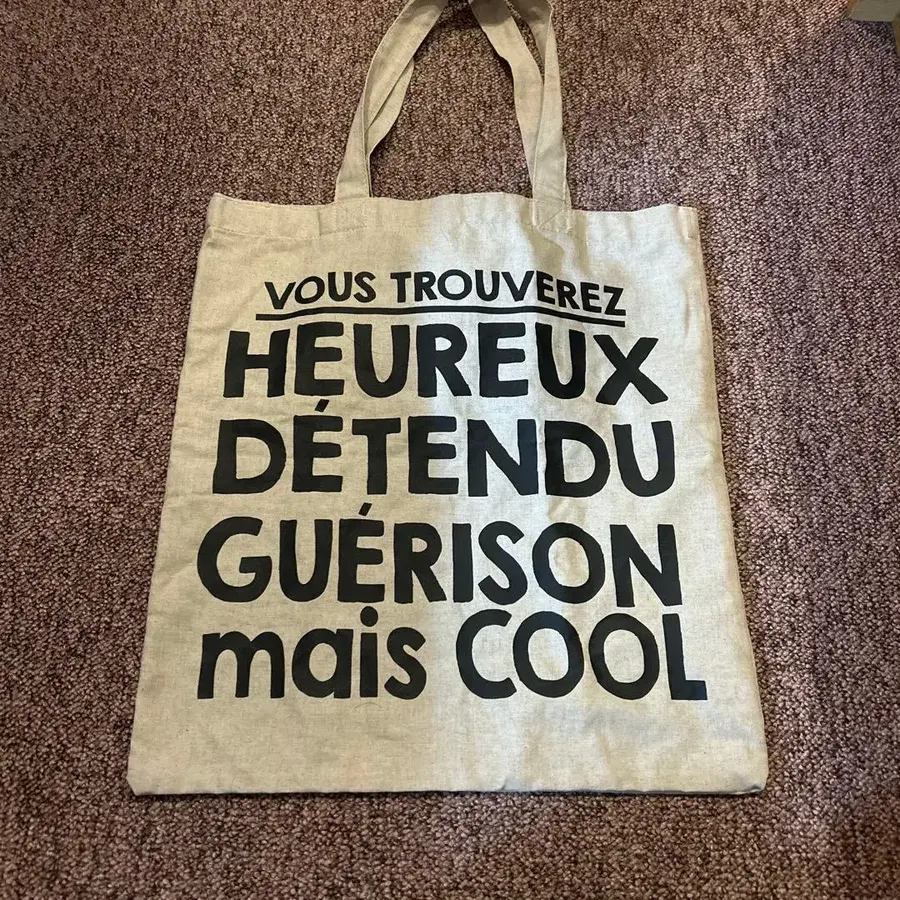 VOUS TROUVEREZ
HEUREUX
DÉTENDU
GUÉRISON
mais COOL